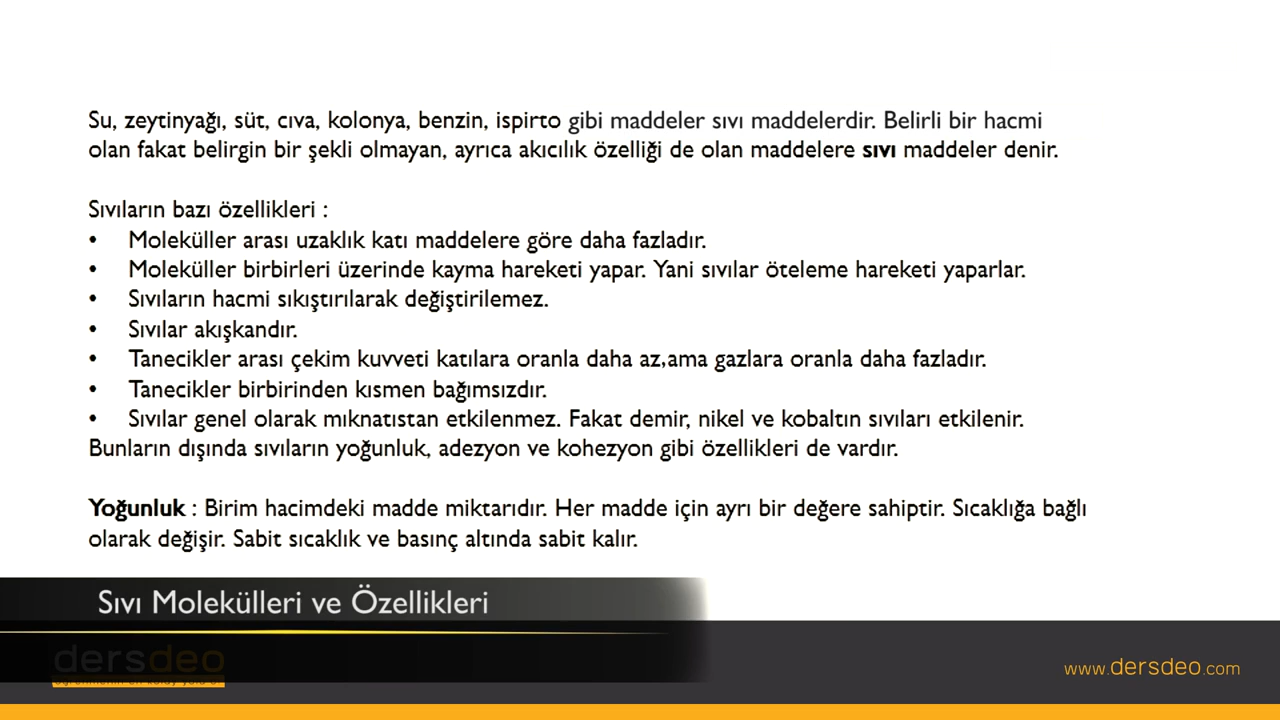 Su, zeytinyağı, süt, cıva, kolonya, benzin, ispirto gibi maddeler sıvı maddelerdir. Belirli bir hacmi
olan fakat belirgin bir şekli olmayan, ayrıca akıcılık özelliği de olan maddelere sıvı maddeler denir.
Sıvıların bazı özellikleri :
• Moleküller arası uzaklık katı maddelere göre daha fazladır.
• Moleküller birbirleri üzerinde kayma hareketi yapar. Yani sıvılar öteleme hareketi yaparlar.
• Sıvıların hacmi sıkıştırılarak değiştirilemez.
• Sıvılar akışkandır.
• Tanecikler arası çekim kuvveti katılara oranla daha az,ama gazlara oranla daha fazladır.
• Tanecikler birbirinden kısmen bağımsızdır.
• Sıvılar genel olarak mıknatıstan etkilenmez. Fakat demir, nikel ve kobaltın sıvıları etkilenir.
Bunların dışında sıvıların yoğunluk, adezyon ve kohezyon gibi özellikleri de vardır.
Yoğunluk : Birim hacimdeki madde miktarıdır. Her madde için ayrı bir değere sahiptir. Sıcaklığa bağlı
olarak değişir. Sabit sıcaklık ve basınç altında sabit kalır.
Sıvı Molekülleri ve Özellikleri
dersdeo
www.dersdeo.com